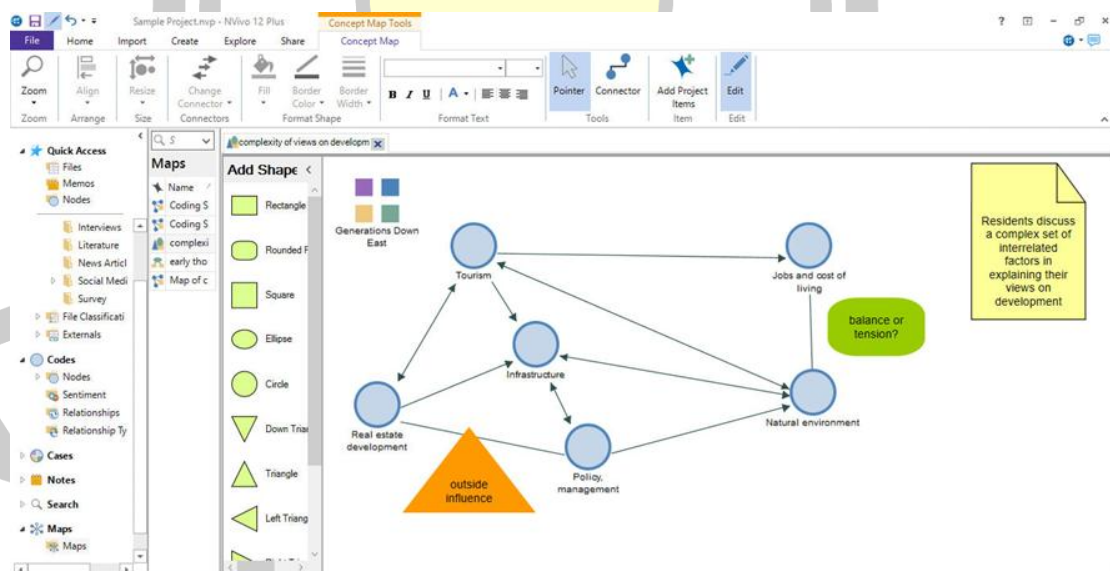 Sample Project.nvp - NVivo 12 Plus
Concept Map Tools
File Home Import Create Explore Share Concept Map
Zoom Align Resize Change Connector Fill Border Color Border Width B I U A Pointer Connector Add Project Items Edit
Zoom Arrange Size Connectors Format Shape Format Text Tools Item Edit
Quick Access
Files
Memos
Nodes
Interviews
Literature
News Articl
Social Medi
Survey
File Classificati
Externals
Codes
Nodes
Sentiment
Relationships
Relationship Ty
Cases
Notes
Search
Maps
Maps
S
Maps
Name
Coding S
Coding S
complexi
early tho
Map of c
complexity of views on developm
Add Shape
Rectangle
Rounded F
Square
Ellipse
Circle
Down Trian
Triangle
Left Triang
Generations Down
East
Tourism
Jobs and cost of
living
balance or
tension?
Infrastructure
Real estate
development
Natural environment
Policy,
management
outside
influence
Residents discuss
a complex set of
interrelated
factors in
explaining their
views on
development